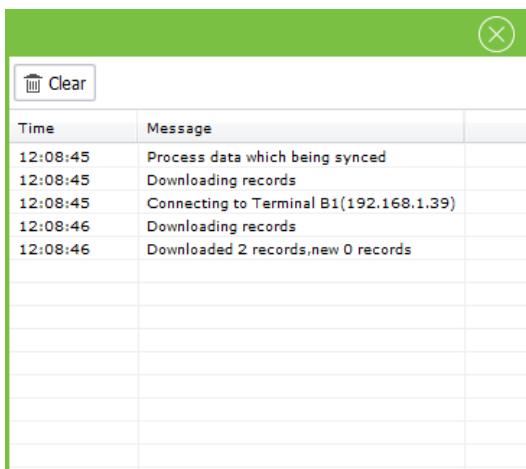 Clear
Time Message
12:08:45 Process data which being synced
12:08:45 Downloading records
12:08:45 Connecting to Terminal B1(192.168.1.39)
12:08:46 Downloading records
12:08:46 Downloaded 2 records,new 0 records